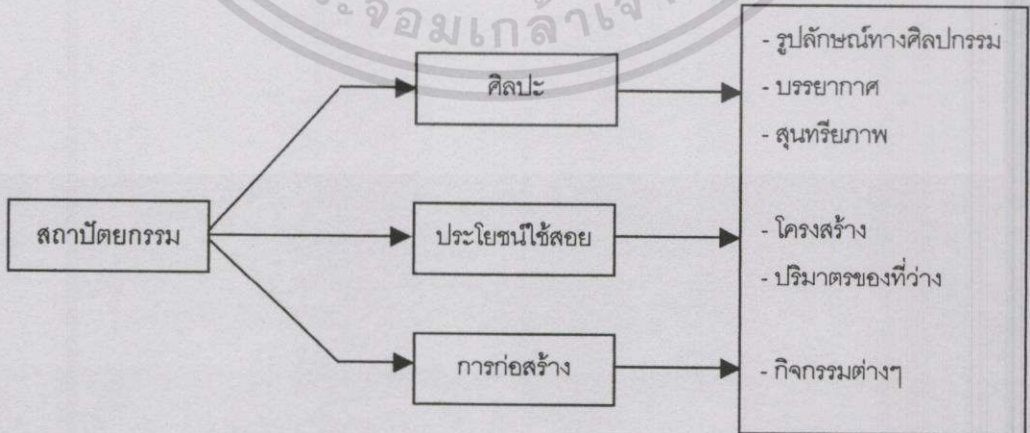 ะจอมเกล้าเจ้า
ศิลปะ
- รูปลักษณ์ทางศิลปกรรม
- บรรยากาศ
- สุนทรียภาพ
สถาปัตยกรรม
ประโยชน์ใช้สอย
- โครงสร้าง
- ปริมาตรของที่ว่าง
การก่อสร้าง
- กิจกรรมต่างๆ